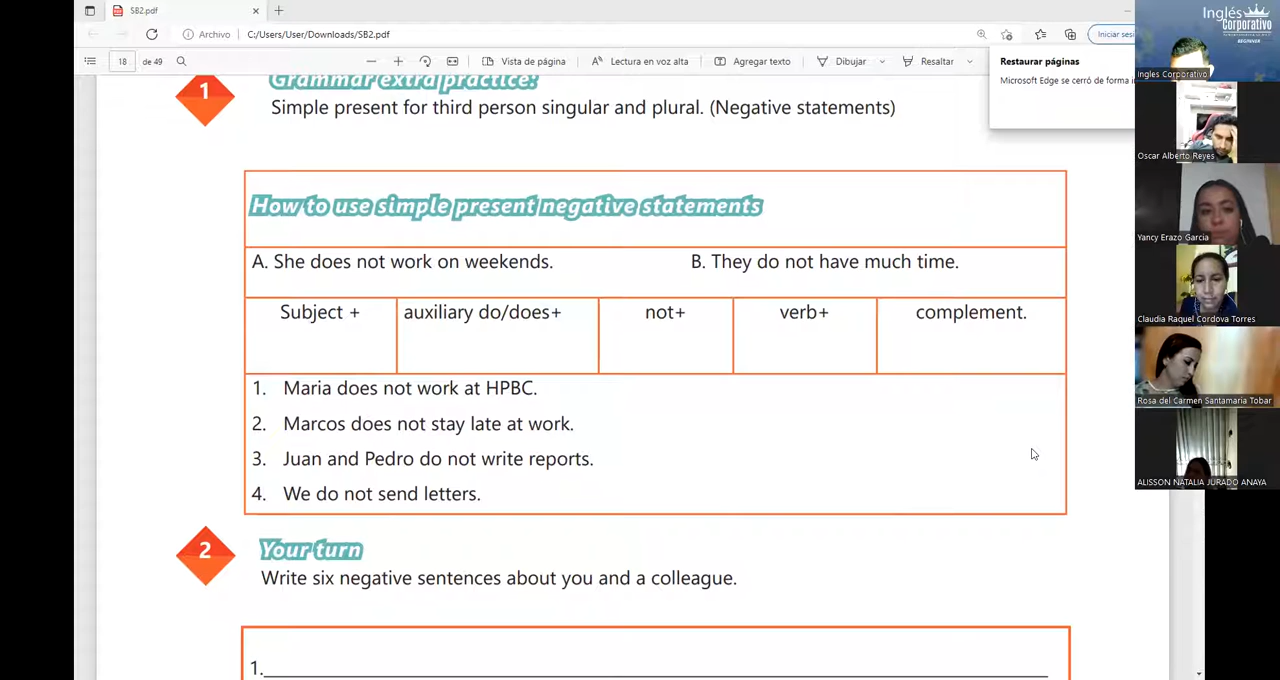 SB2.pdf
Archivo
C:/Users/User/Downloads/SB2.pdf
Iniciar sesi
18 de 49
Vista de página
Lectura en voz alta
Agregar texto
Dibujar
Resaltar
Restaurar páginas
Microsoft Edge se cerró de forma i
1
Grammar extra practice:
Simple present for third person singular and plural. (Negative statements)
How to use simple present negative statements
A. She does not work on weekends. B. They do not have much time.
Subject + auxiliary do/does+ not+ verb+ complement.
1. Maria does not work at HPBC.
2. Marcos does not stay late at work.
3. Juan and Pedro do not write reports.
4. We do not send letters.
2
Your turn
Write six negative sentences about you and a colleague.
1.
Inglés
Corporativo
BEGINNER
Ingles Corporativo
Oscar Alberto Reyes
Yancy Erazo Garcia
Claudia Raquel Cordova Torres
Rosa del Carmen Santamaria Tobar
ALISSON NATALIA JURADO ANAYA